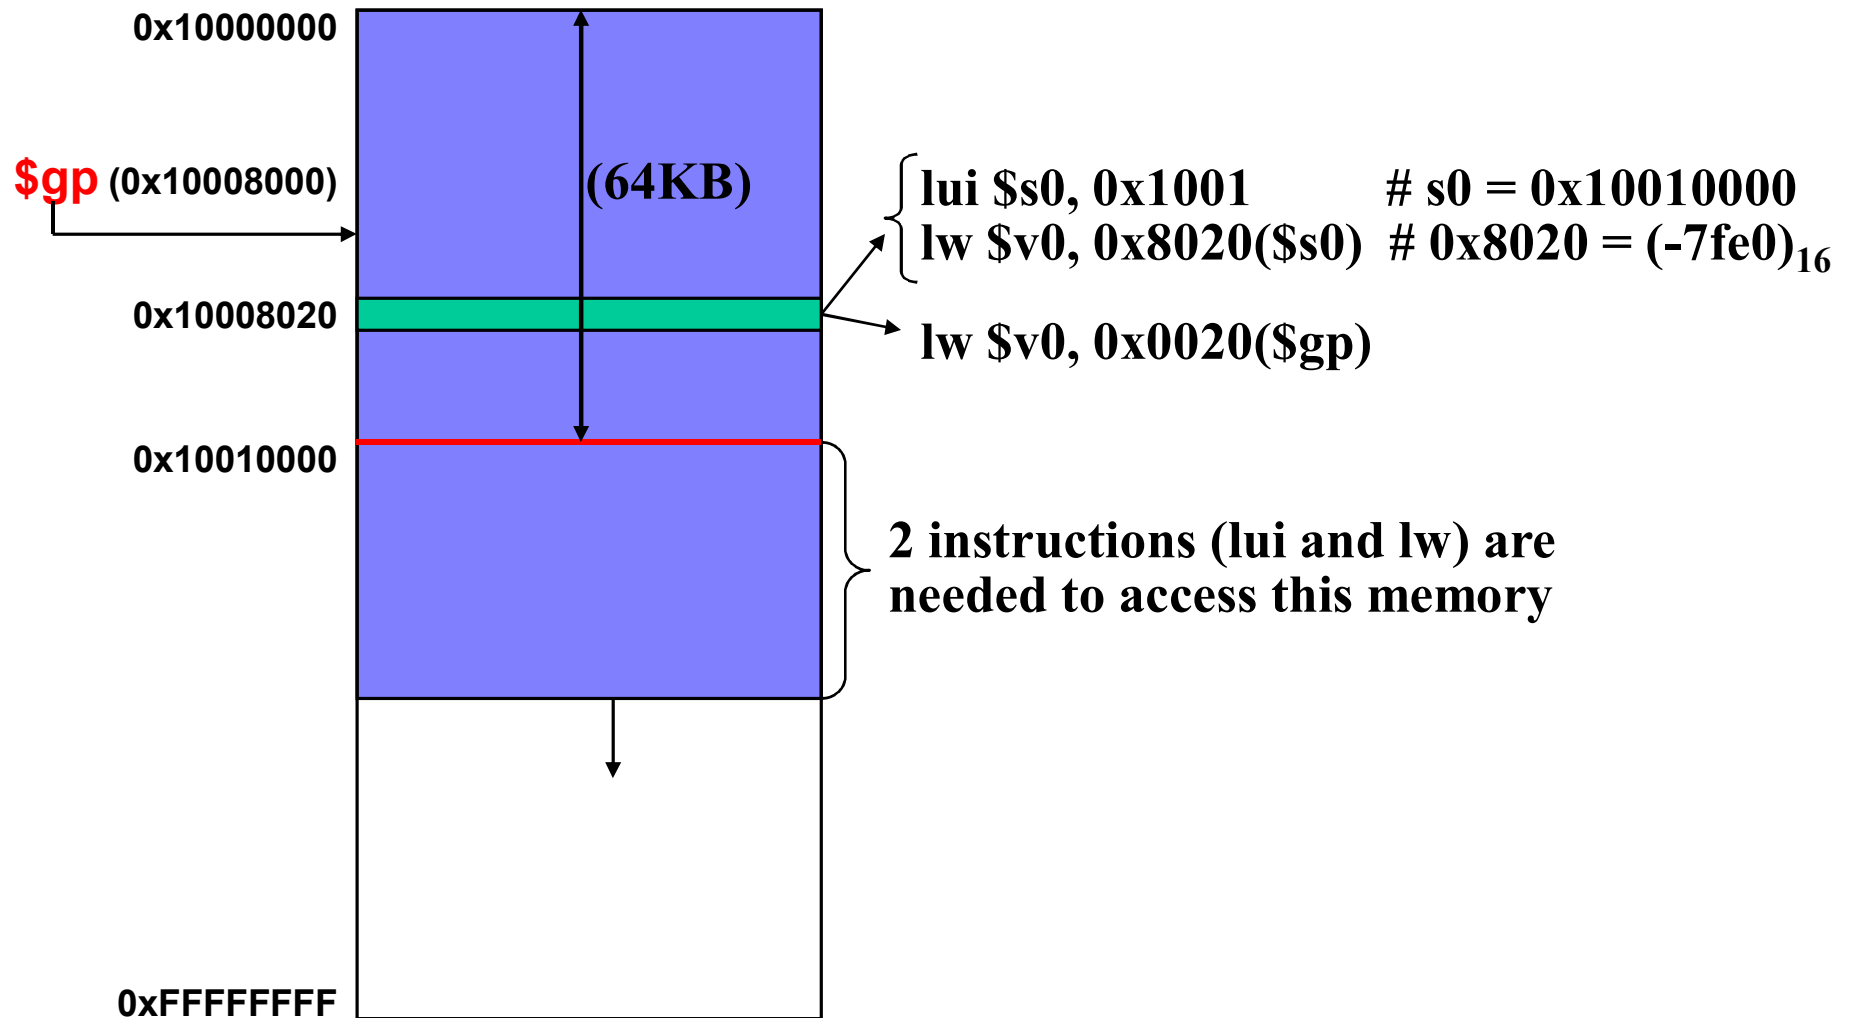 0x10000000
$gp (0x10008000)
(64KB)
lui $s0, 0x1001 # s0 = 0x10010000
lw $v0, 0x8020($s0) # 0x8020 = (-7fe0)₁₆
0x10008020
lw $v0, 0x0020($gp)
0x10010000
2 instructions (lui and lw) are
needed to access this memory
0xFFFFFFFF